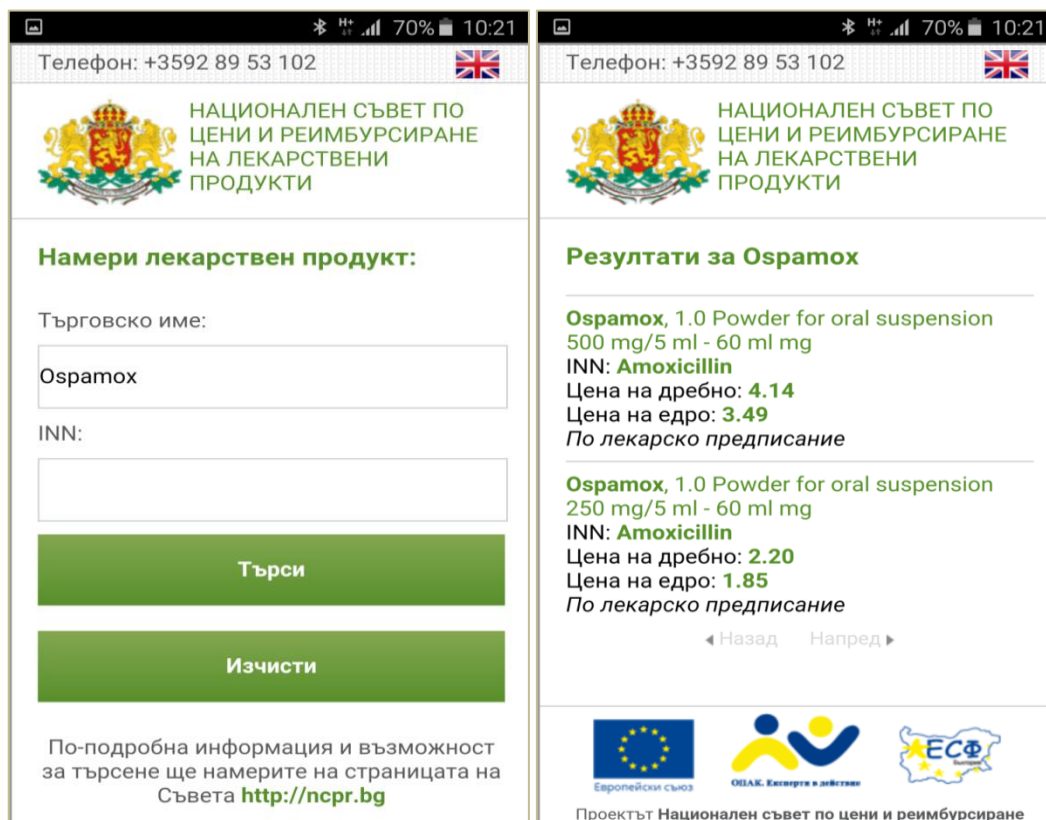 70% 10:21
Телефон: +3592 89 53 102
НАЦИОНАЛЕН СЪВЕТ ПО
ЦЕНИ И РЕИМБУРСИРАНЕ
НА ЛЕКАРСТВЕНИ
ПРОДУКТИ
Намери лекарствен продукт:
Търговско име:
Ospamox
INN:
Търси
Изчисти
По-подробна информация и възможност
за търсене ще намерите на страницата на
Съвета http://ncpr.bg
H+ 70% 10:21
Телефон: +3592 89 53 102
НАЦИОНАЛЕН СЪВЕТ ПО
ЦЕНИ И РЕИМБУРСИРАНЕ
НА ЛЕКАРСТВЕНИ
ПРОДУКТИ
Резултати за Ospamox
Ospamox, 1.0 Powder for oral suspension
500 mg/5 ml - 60 ml mg
INN: Amoxicillin
Цена на дребно: 4.14
Цена на едро: 3.49
По лекарско предписание
Ospamox, 1.0 Powder for oral suspension
250 mg/5 ml - 60 ml mg
INN: Amoxicillin
Цена на дребно: 2.20
Цена на едро: 1.85
По лекарско предписание
Назад Напред
Европейски съюз
ОПАК. Експерти в действие
ЕСФ
България
Проектът Национален съвет по цени и реимбурсиране